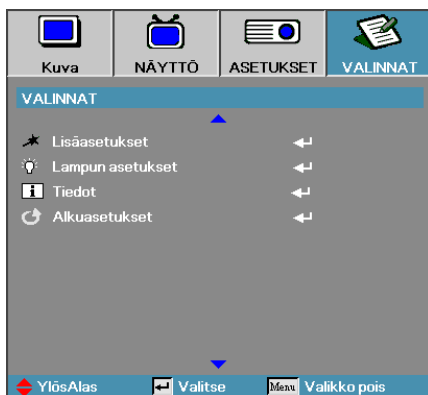 Kuva NÄYTTÖ ASETUKSET VALINNAT
VALINNAT
Lisäasetukset
Lampun asetukset
i Tiedot
Alkuasetukset
YlösAlas Valitse Menu Valikko pois